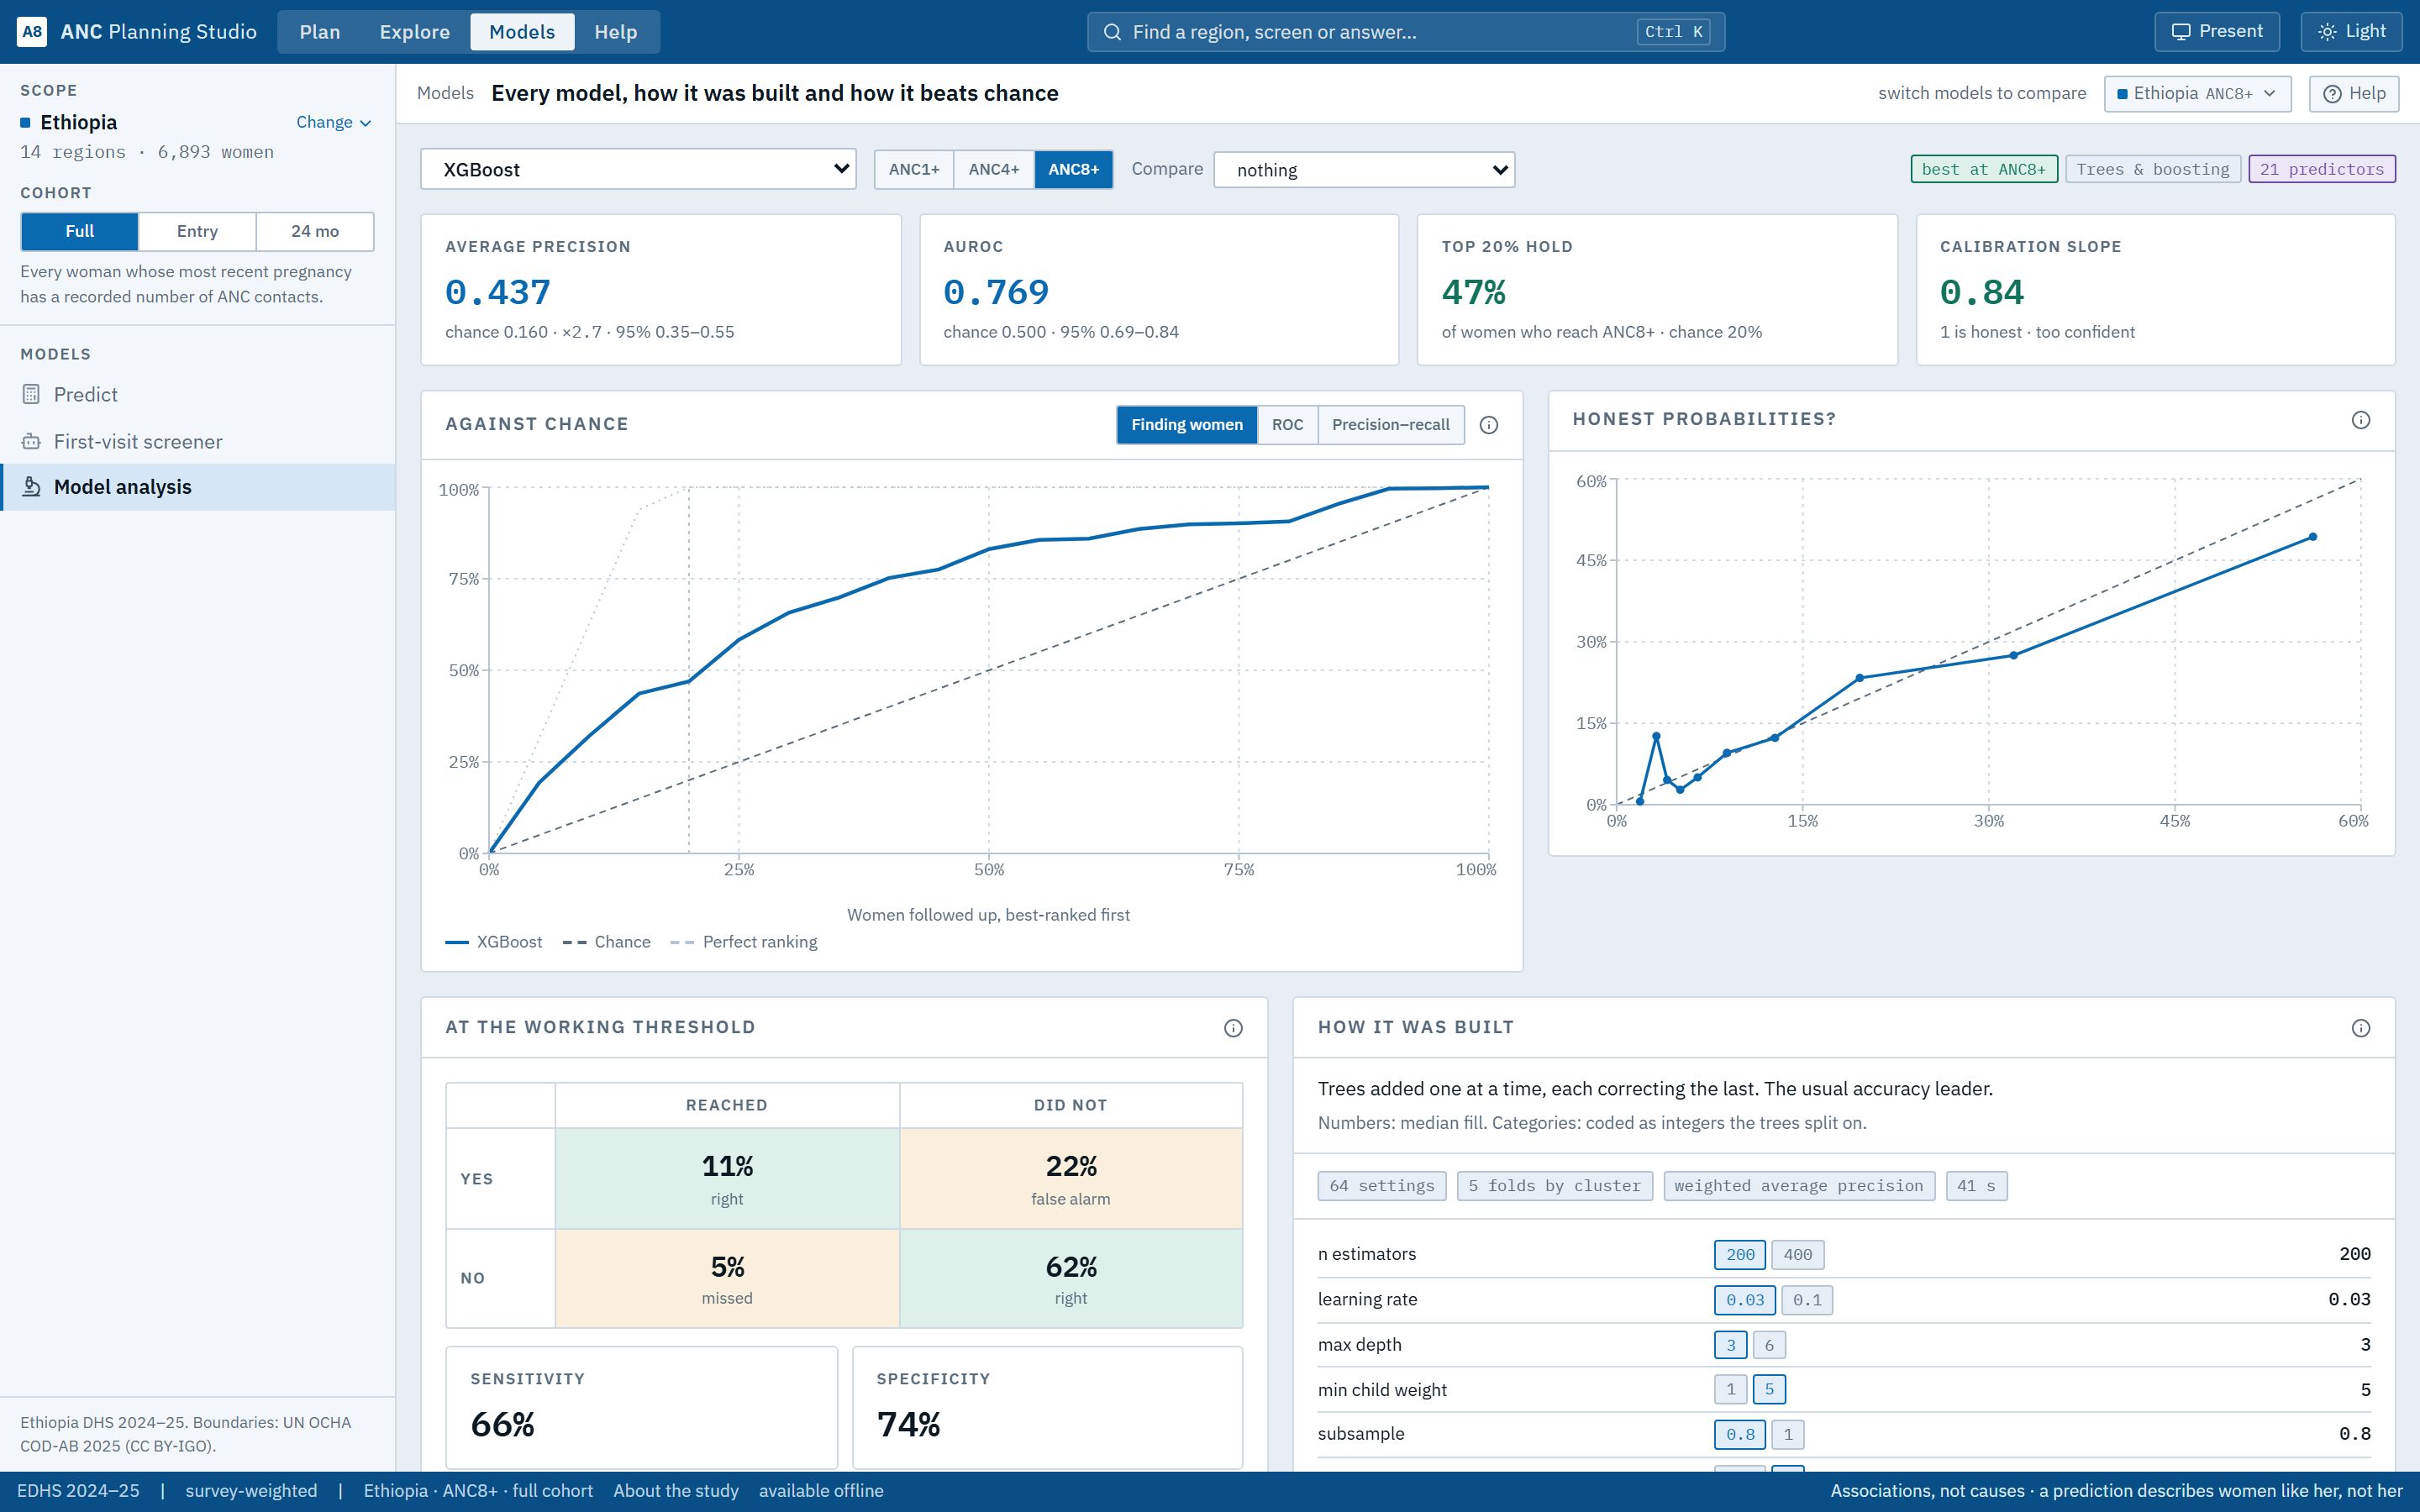 A8 ANC Planning Studio Plan Explore Models Help Find a region, screen or answer... Ctrl K Present Light
SCOPE
Ethiopia Change
14 regions · 6,893 women
COHORT
Full Entry 24 mo
Every woman whose most recent pregnancy
has a recorded number of ANC contacts.
MODELS
Predict
First-visit screener
Model analysis
Ethiopia DHS 2024–25. Boundaries: UN OCHA
COD-AB 2025 (CC BY-IGO).
Models Every model, how it was built and how it beats chance switch models to compare Ethiopia ANC8+ Help
XGBoost ANC1+ ANC4+ ANC8+ Compare nothing best at ANC8+ Trees & boosting 21 predictors
AVERAGE PRECISION
0.437
chance 0.160 · ×2.7 · 95% 0.35–0.55
AUROC
0.769
chance 0.500 · 95% 0.69–0.84
TOP 20% HOLD
47%
of women who reach ANC8+ · chance 20%
CALIBRATION SLOPE
0.84
1 is honest · too confident
AGAINST CHANCE Finding women ROC Precision–recall
100%
75%
50%
25%
0%
0% 25% 50% 75% 100%
Women followed up, best-ranked first
XGBoost Chance Perfect ranking
HONEST PROBABILITIES?
60%
45%
30%
15%
0%
0% 15% 30% 45% 60%
AT THE WORKING THRESHOLD
REACHED DID NOT
YES 11% 22%
right false alarm
NO 5% 62%
missed right
SENSITIVITY SPECIFICITY
66% 74%
HOW IT WAS BUILT
Trees added one at a time, each correcting the last. The usual accuracy leader.
Numbers: median fill. Categories: coded as integers the trees split on.
64 settings 5 folds by cluster weighted average precision 41 s
n estimators 200 400 200
learning rate 0.03 0.1 0.03
max depth 3 6 3
min child weight 1 5 5
subsample 0.8 1 0.8
EDHS 2024–25 | survey-weighted | Ethiopia · ANC8+ · full cohort About the study available offline Associations, not causes · a prediction describes women like her, not her